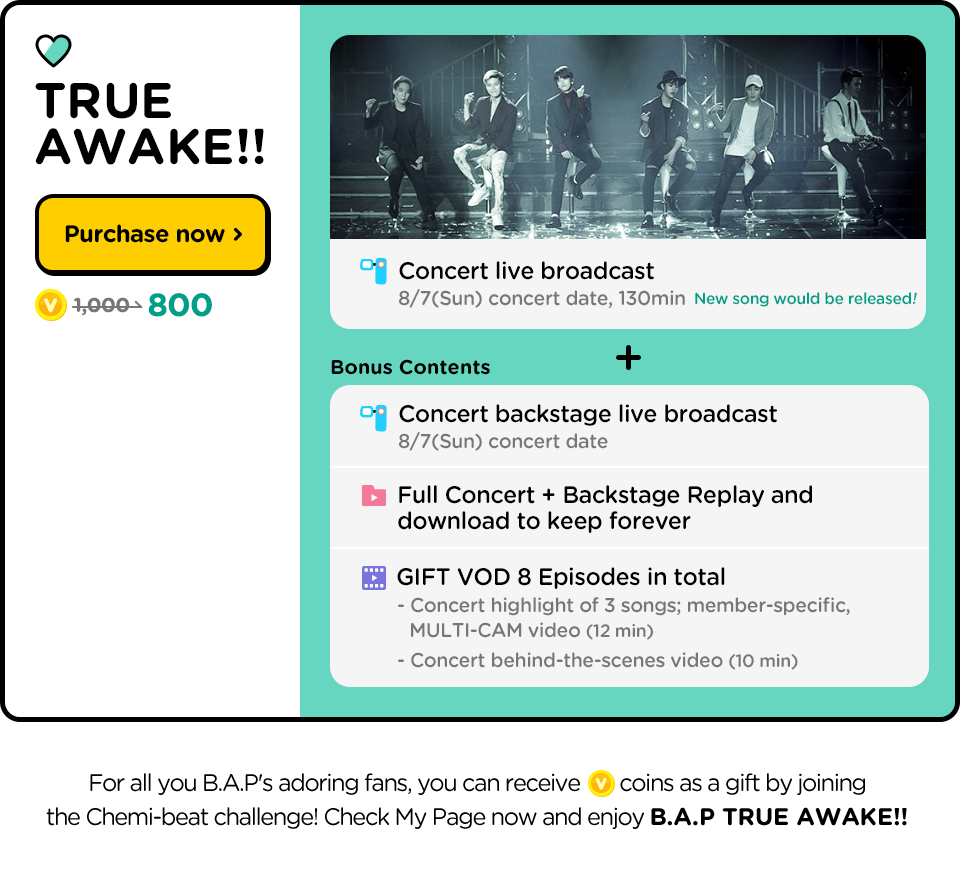 TRUE
AWAKE!!
Purchase now ›
V 1,000 → 800
Concert live broadcast
8/7(Sun) concert date, 130min New song would be released!
+
Bonus Contents
Concert backstage live broadcast
8/7(Sun) concert date
Full Concert + Backstage Replay and
download to keep forever
GIFT VOD 8 Episodes in total
- Concert highlight of 3 songs; member-specific,
MULTI-CAM video (12 min)
- Concert behind-the-scenes video (10 min)
For all you B.A.P's adoring fans, you can receive V coins as a gift by joining
the Chemi-beat challenge! Check My Page now and enjoy B.A.P TRUE AWAKE!!